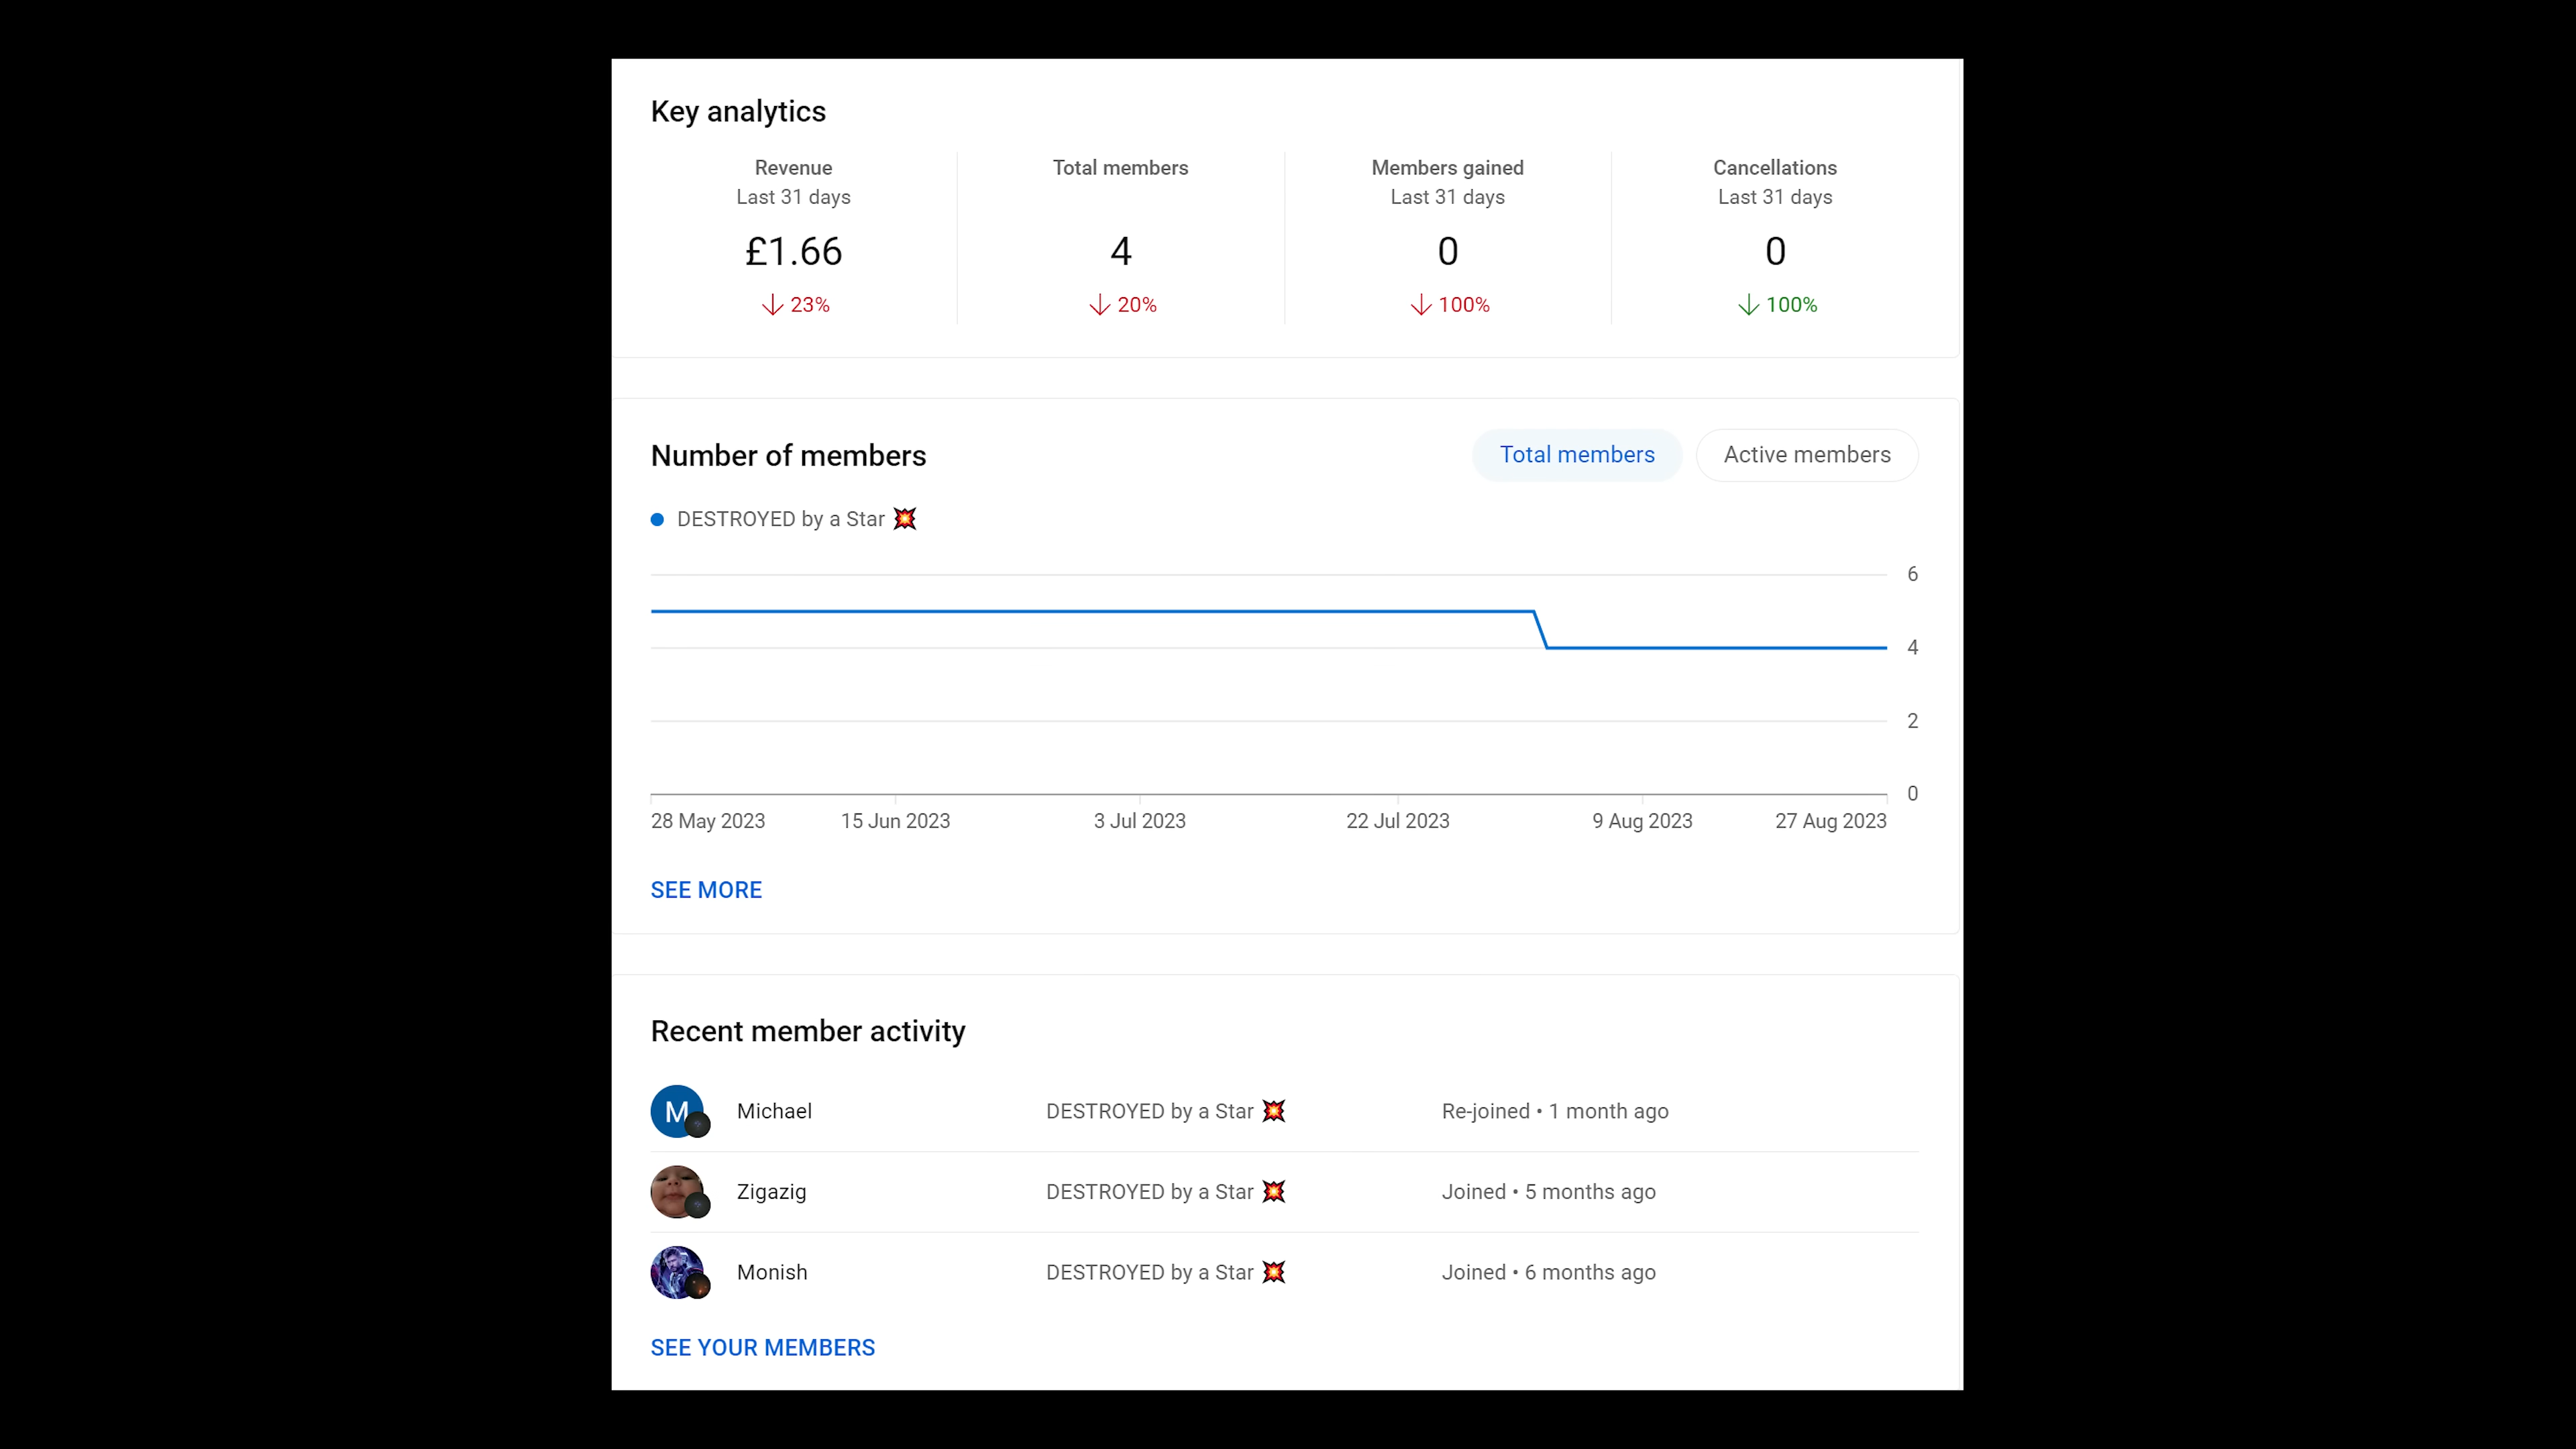 Key analytics
Revenue
Last 31 days
£1.66
↓ 23%
Total members
4
↓ 20%
Members gained
Last 31 days
0
↓ 100%
Cancellations
Last 31 days
0
↓ 100%
Number of members
Total members
Active members
DESTROYED by a Star 💥
6
4
2
0
28 May 2023
15 Jun 2023
3 Jul 2023
22 Jul 2023
9 Aug 2023
27 Aug 2023
SEE MORE
Recent member activity
M Michael DESTROYED by a Star 💥 Re-joined • 1 month ago
Zigazig DESTROYED by a Star 💥 Joined • 5 months ago
Monish DESTROYED by a Star 💥 Joined • 6 months ago
SEE YOUR MEMBERS